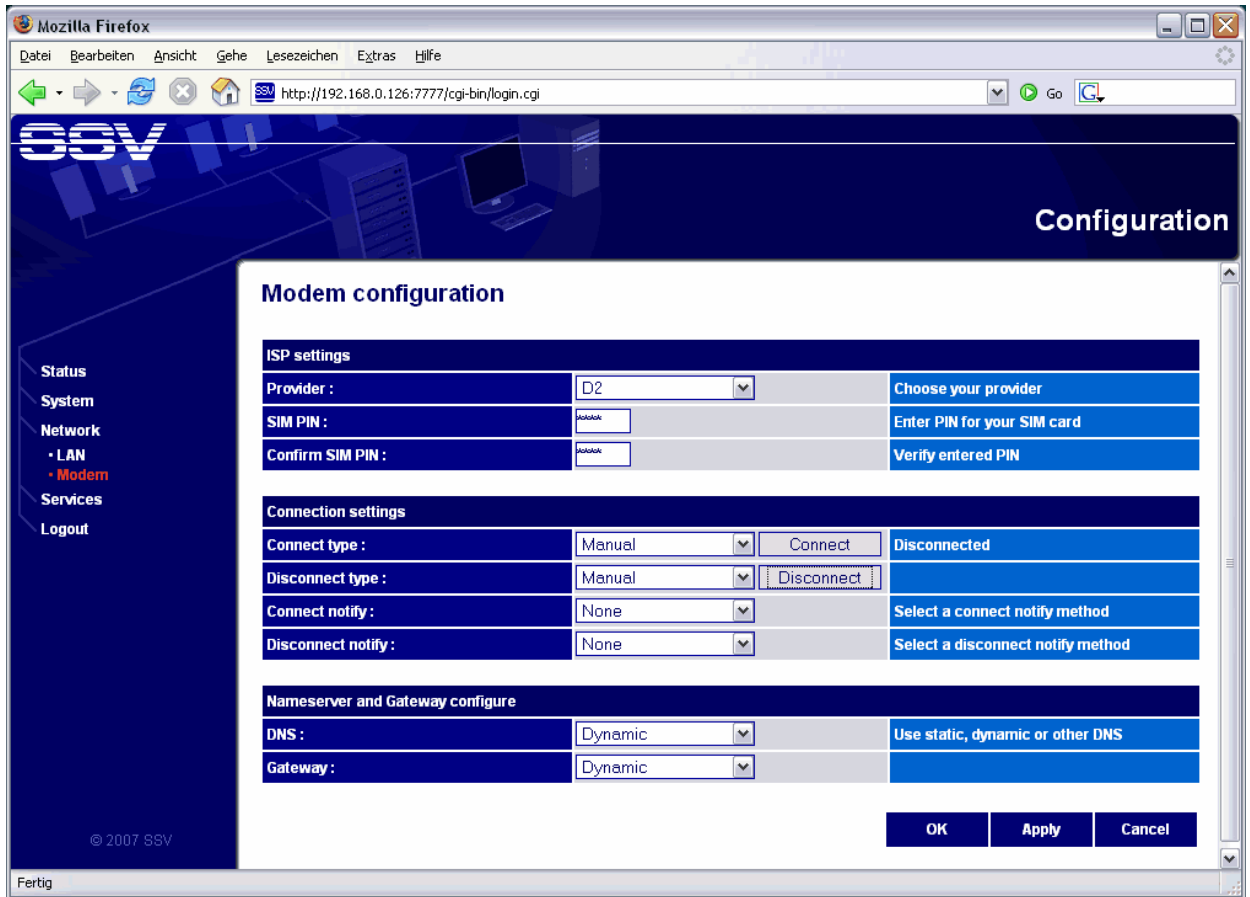 Mozilla Firefox
Datei Bearbeiten Ansicht Gehe Lesezeichen Extras Hilfe
SSV http://192.168.0.126:7777/cgi-bin/login.cgi Go G
SSV
Configuration
Modem configuration
Status
System
Network
• LAN
• Modem
Services
Logout
© 2007 SSV
ISP settings
Provider : D2 Choose your provider
SIM PIN : **** Enter PIN for your SIM card
Confirm SIM PIN : **** Verify entered PIN
Connection settings
Connect type : Manual Connect Disconnected
Disconnect type : Manual Disconnect
Connect notify : None Select a connect notify method
Disconnect notify : None Select a disconnect notify method
Nameserver and Gateway configure
DNS : Dynamic Use static, dynamic or other DNS
Gateway : Dynamic
OK Apply Cancel
Fertig